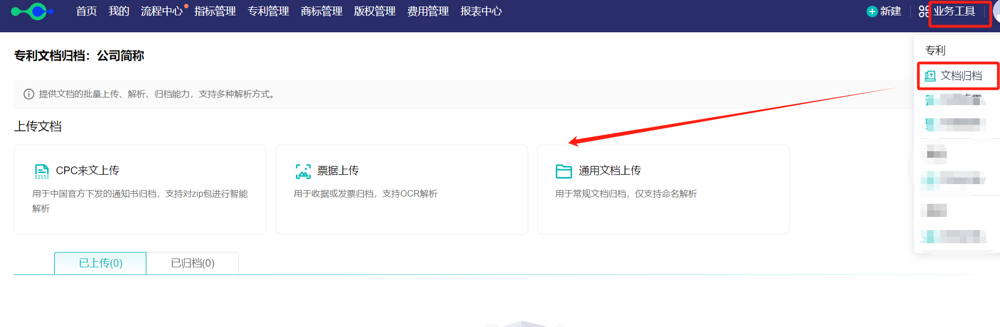 首页 我的 流程中心 指标管理 专利管理 商标管理 版权管理 费用管理 报表中心 新建 业务工具
专利
专利文档归档：公司简称
文档归档
提供文档的批量上传、解析、归档能力，支持多种解析方式。
上传文档
CPC来文上传
用于中国官方下发的通知书归档，支持对zip包进行智能
解析
票据上传
用于收据或发票归档，支持OCR解析
通用文档上传
用于常规文档归档，仅支持命名解析
已上传(0) 已归档(0)